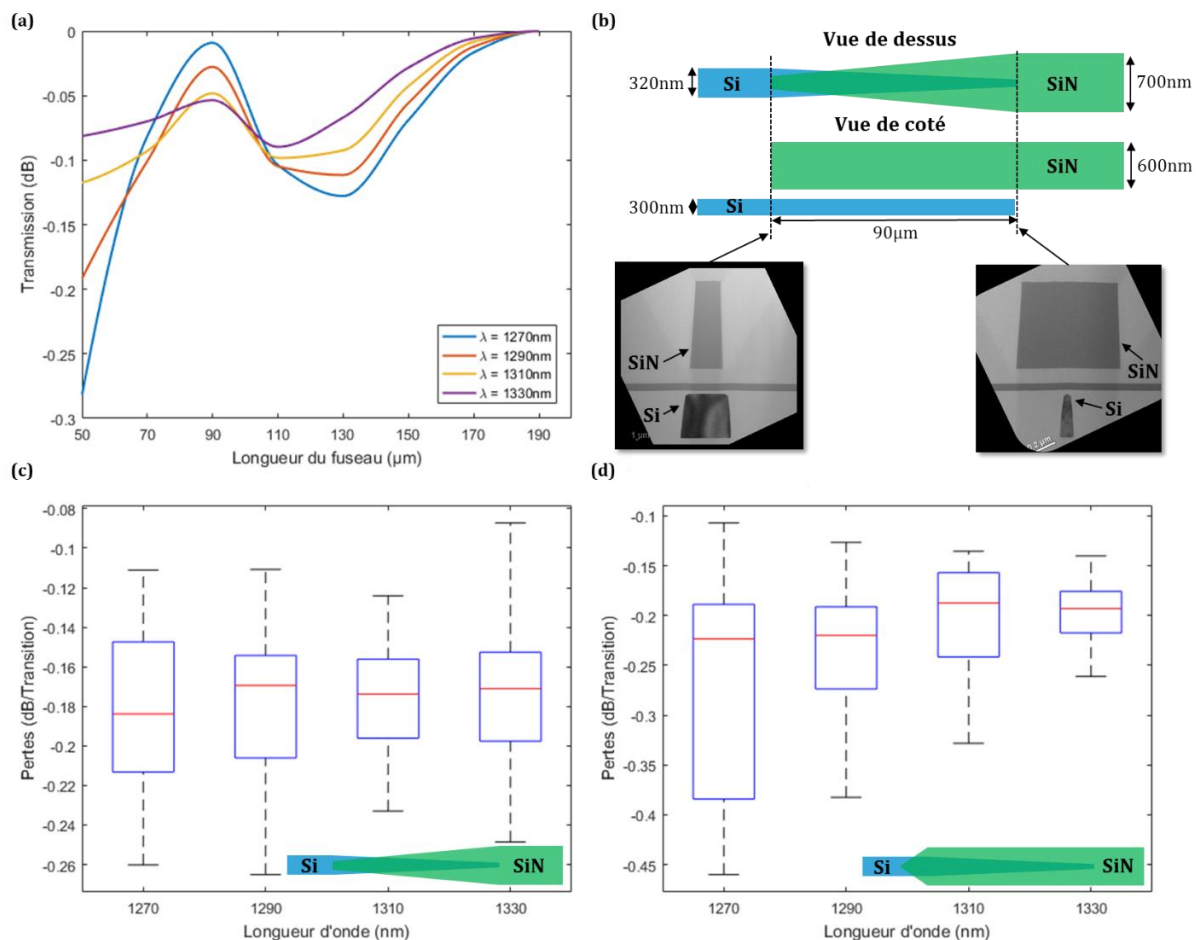 (a)
0
-0.05
-0.1
-0.15
-0.2
-0.25
-0.3
Transmission (dB)
λ = 1270nm
λ = 1290nm
λ = 1310nm
λ = 1330nm
50 70 90 110 130 150 170 190
Longueur du fuseau (μm)
(b)
Vue de dessus
320nm Si SiN 700nm
Vue de coté
SiN 600nm
300nm Si
90μm
SiN
Si
1 μm
SiN
Si
0.2 μm
(c)
-0.08
-0.1
-0.12
-0.14
-0.16
-0.18
-0.2
-0.22
-0.24
-0.26
Pertes (dB/Transition)
Si SiN
1270 1290 1310 1330
Longueur d'onde (nm)
(d)
-0.1
-0.15
-0.2
-0.25
-0.3
-0.35
-0.4
-0.45
Pertes (dB/Transition)
Si SiN
1270 1290 1310 1330
Longueur d'onde (nm)